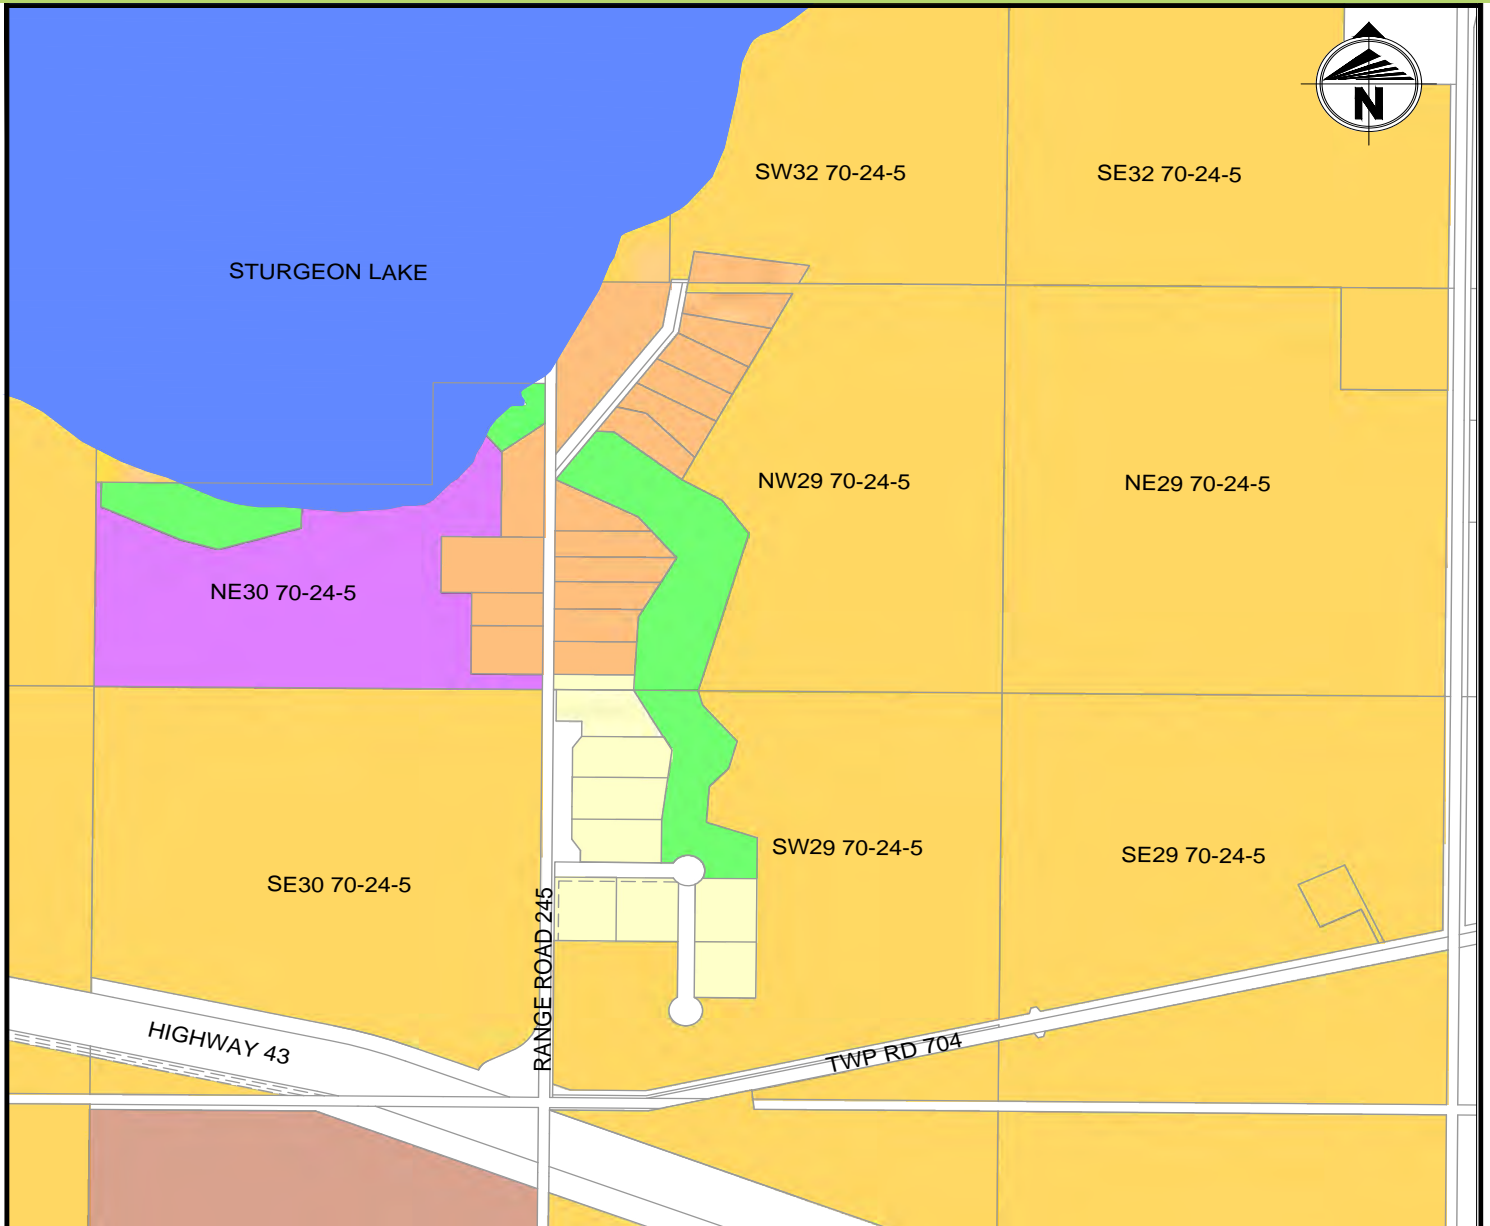 N
SW32 70-24-5
SE32 70-24-5
STURGEON LAKE
NW29 70-24-5
NE29 70-24-5
NE30 70-24-5
SW29 70-24-5
SE29 70-24-5
SE30 70-24-5
RANGE ROAD 245
HIGHWAY 43
TWP RD 704